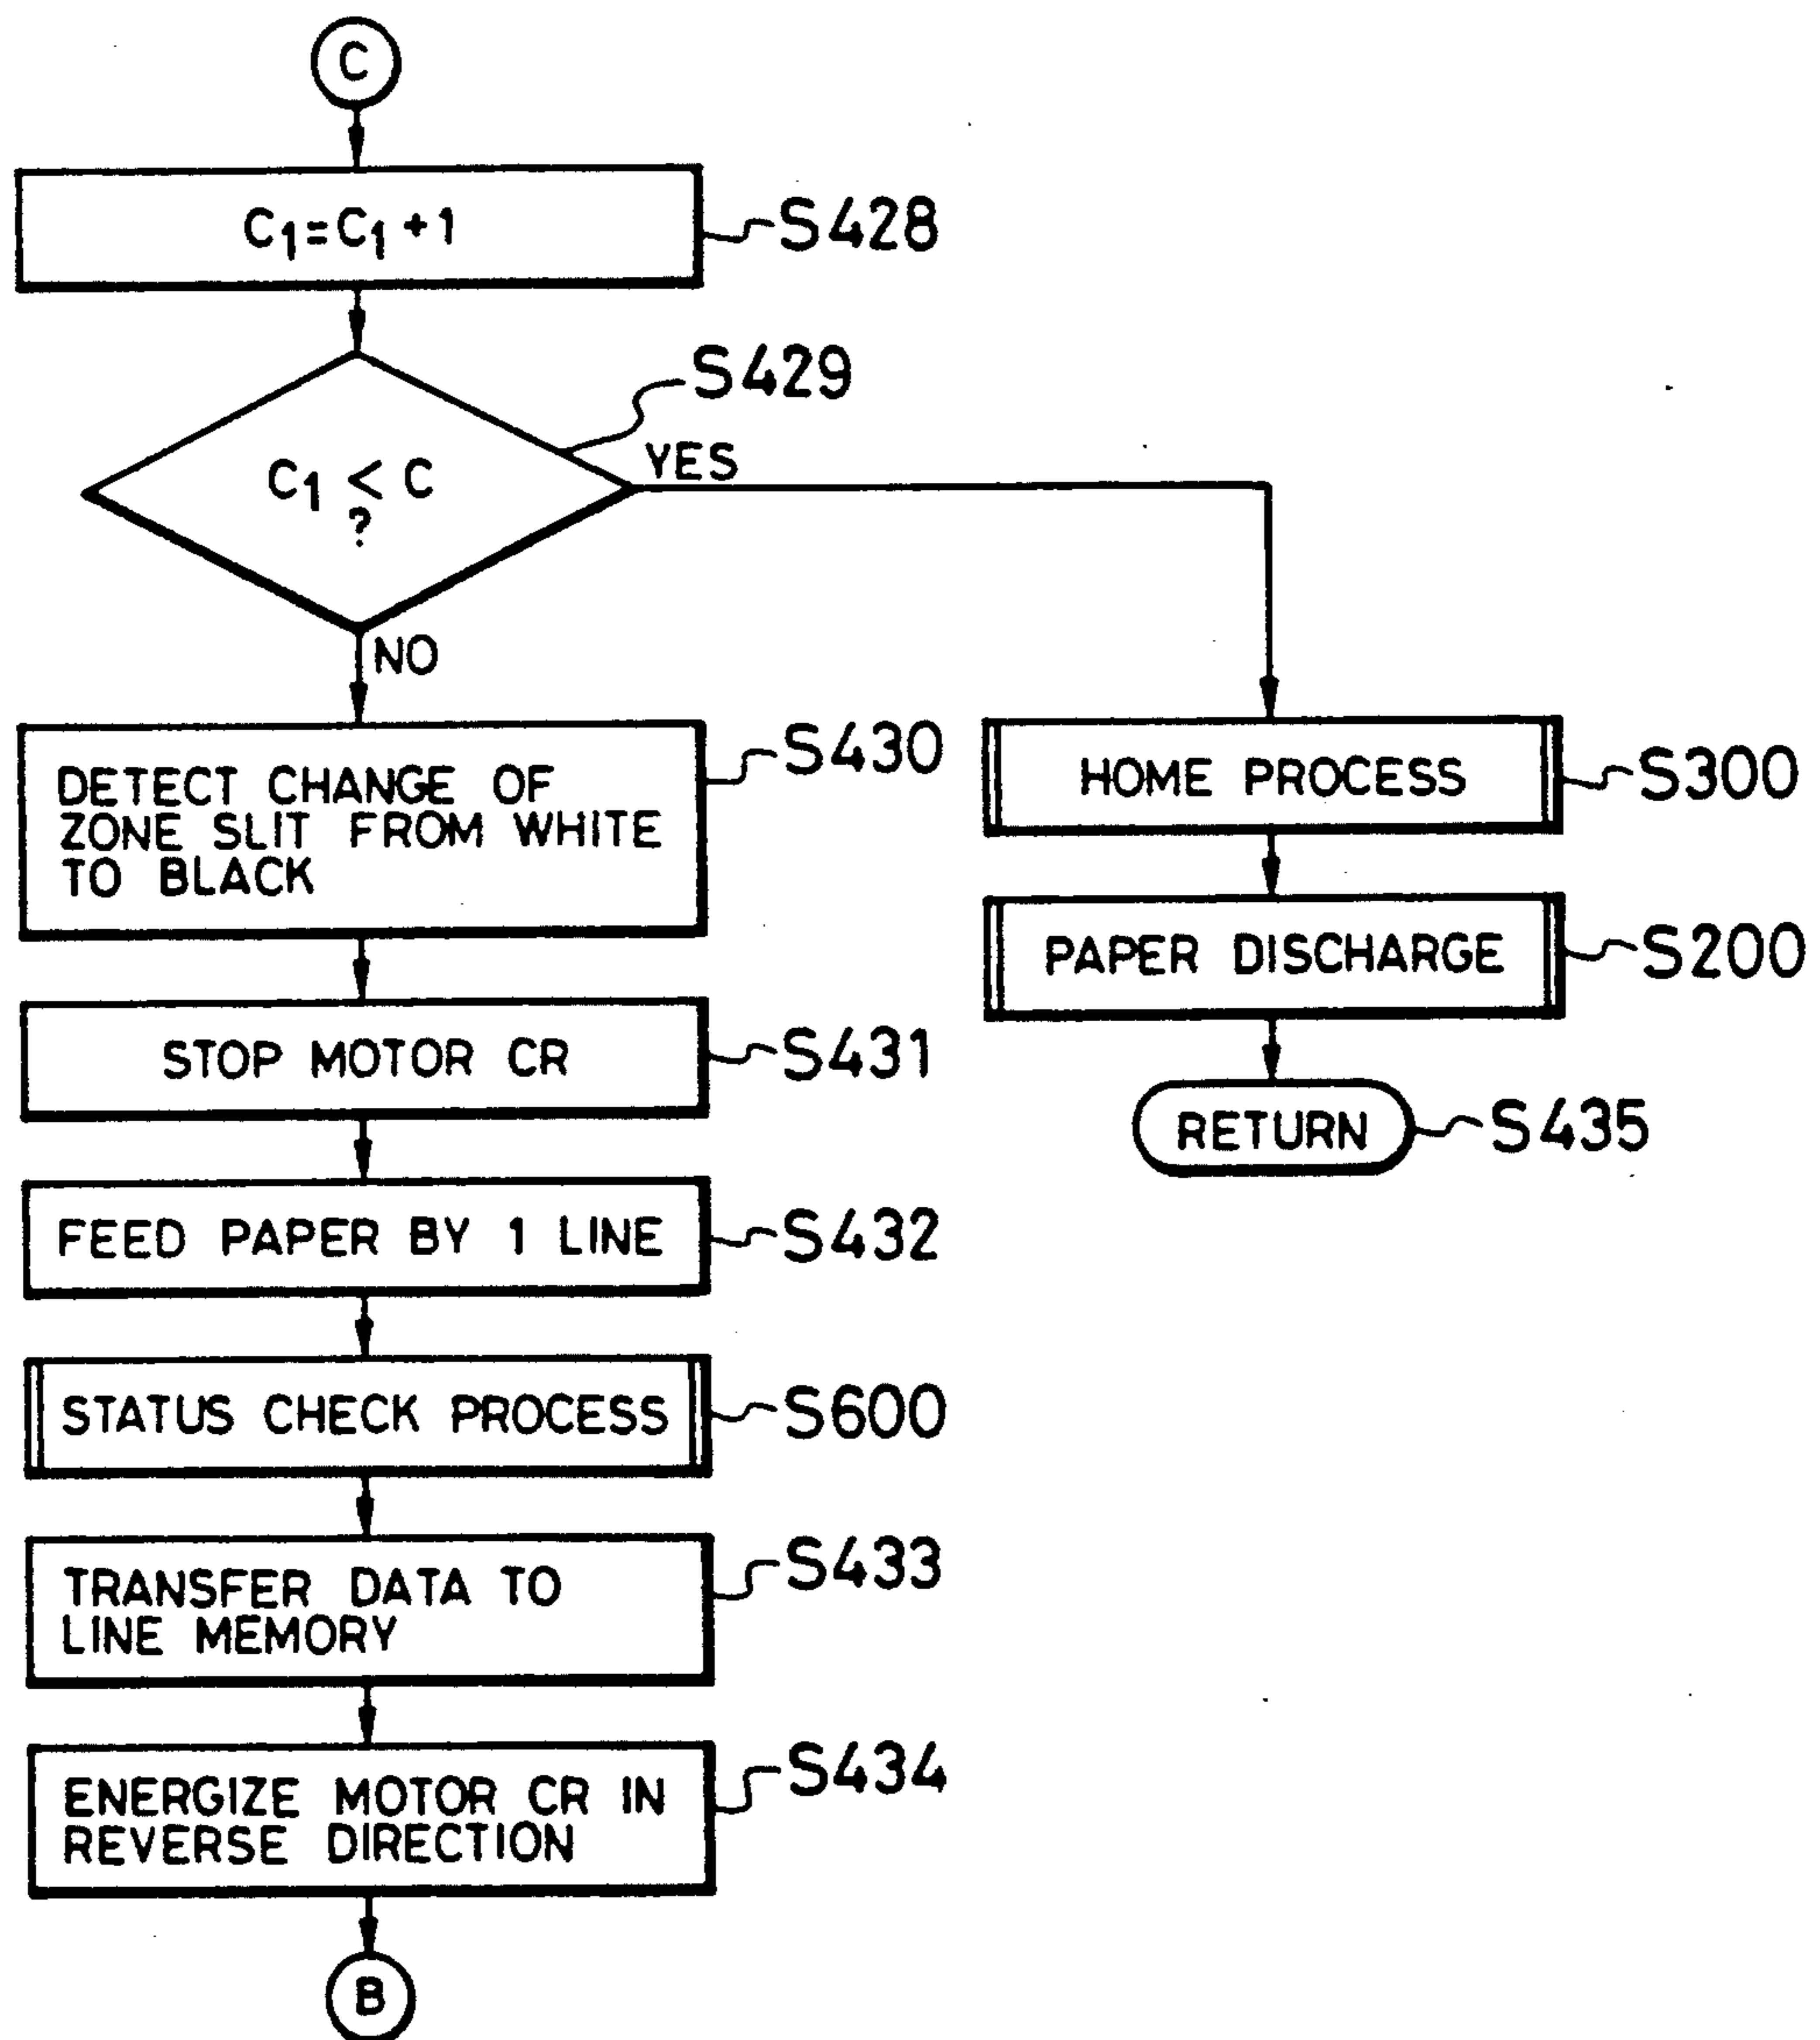 C
C1=C1+1
S428
S429
C1 < C
?
YES
NO
DETECT CHANGE OF
ZONE SLIT FROM WHITE
TO BLACK
S430
HOME PROCESS
S300
PAPER DISCHARGE
S200
STOP MOTOR CR
S431
RETURN
S435
FEED PAPER BY 1 LINE
S432
STATUS CHECK PROCESS
S600
TRANSFER DATA TO
LINE MEMORY
S433
ENERGIZE MOTOR CR IN
REVERSE DIRECTION
S434
B